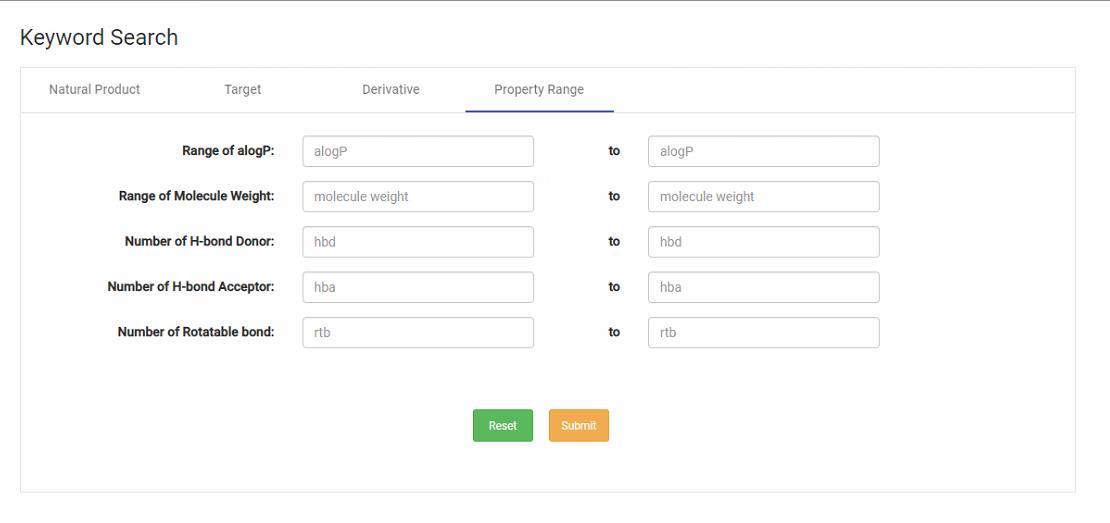 Keyword Search
Natural Product Target Derivative Property Range
Range of alogP: alogP to alogP
Range of Molecule Weight: molecule weight to molecule weight
Number of H-bond Donor: hbd to hbd
Number of H-bond Acceptor: hba to hba
Number of Rotatable bond: rtb to rtb
Reset Submit